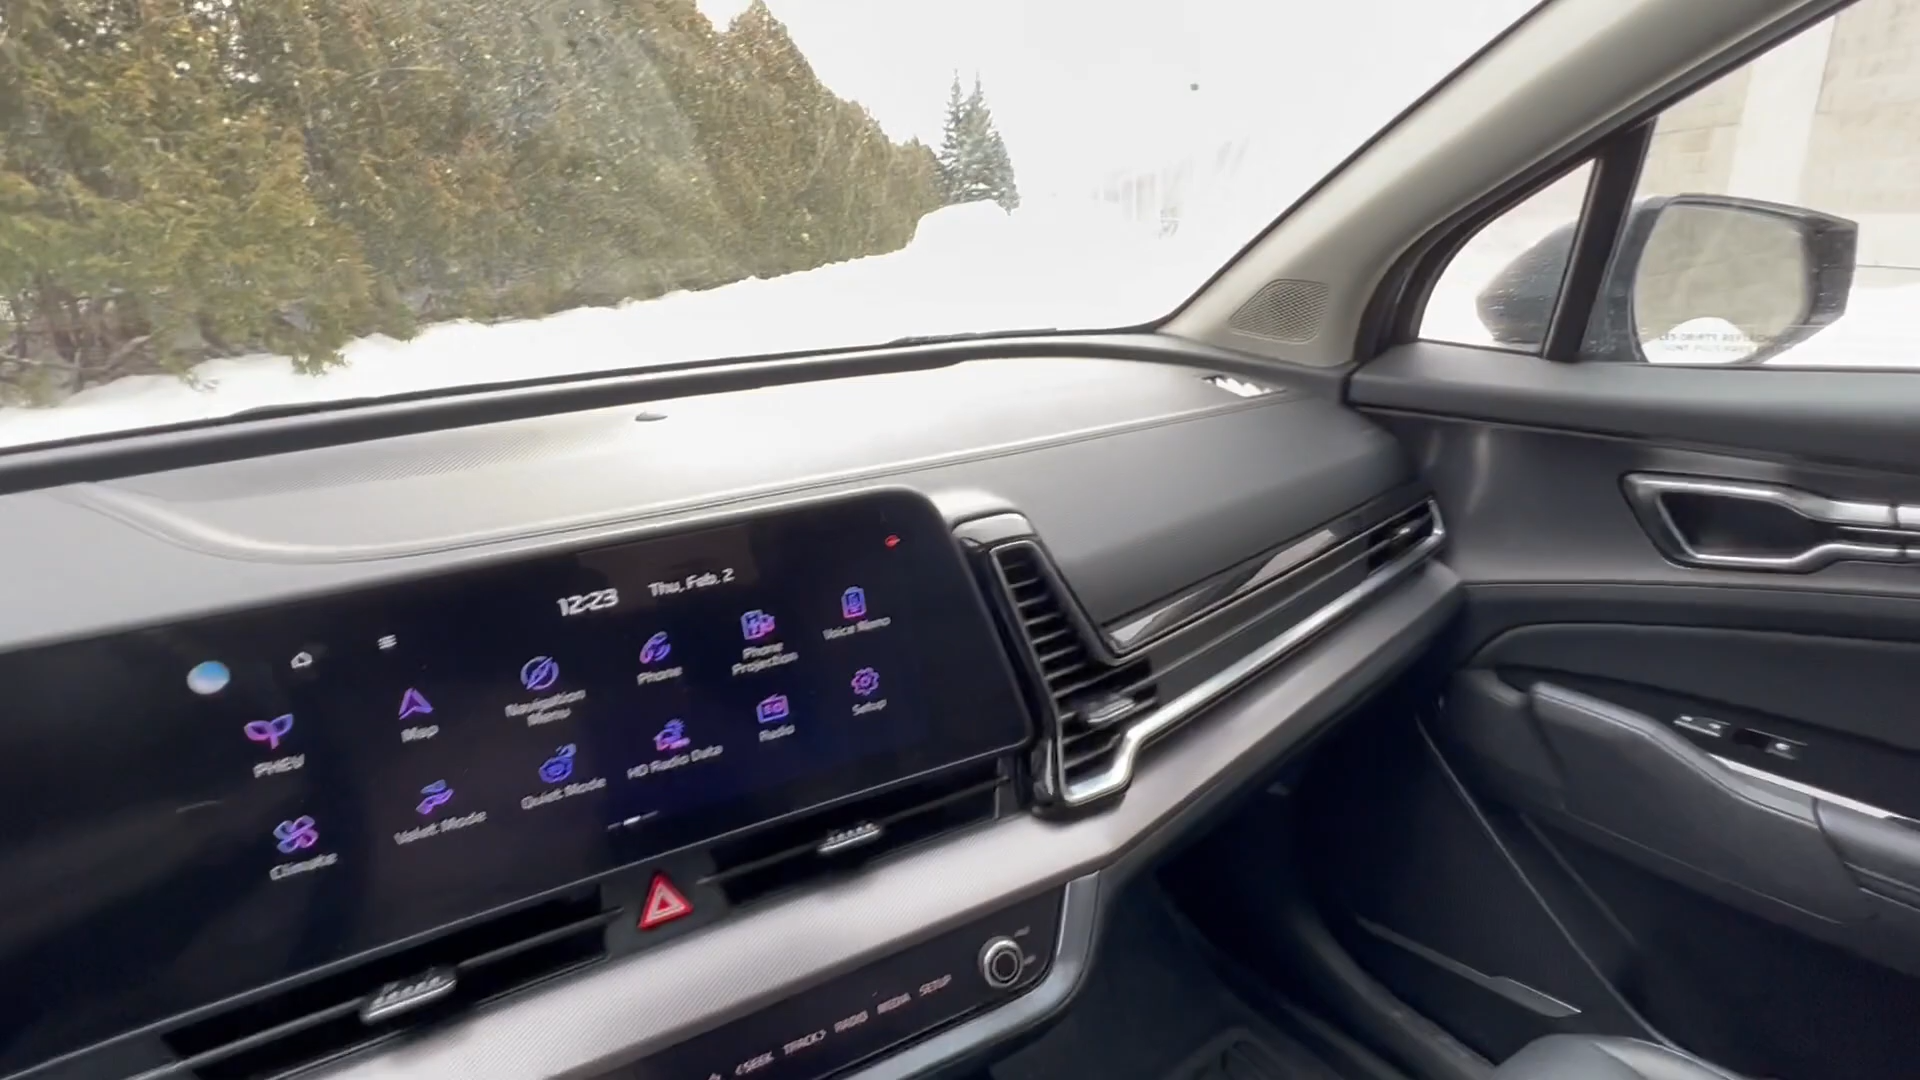 12:23 Thu, Feb. 2
PHEV
Map
Navigation
Menu
Phone
Phone
Projection
Voice Memo
Climate
Valet Mode
Quiet Mode
HD Radio Data
Radio
Setup
<SEEK TRACK> RADIO MEDIA SETUP